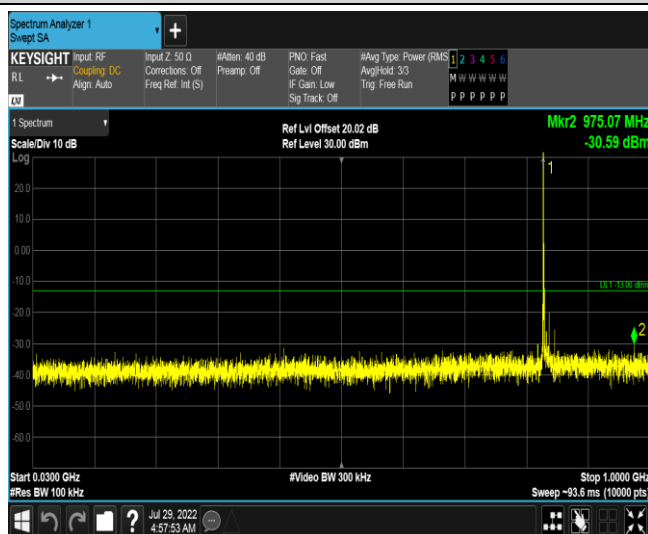 Spectrum Analyzer 1
Swept SA
+
KEYSIGHT
RL
LXI
Input: RF
Coupling: DC
Align: Auto
Input Z: 50 Ω
Corrections: Off
Freq Ref: Int (S)
#Atten: 40 dB
Preamp: Off
PNO: Fast
Gate: Off
IF Gain: Low
Sig Track: Off
#Avg Type: Power (RMS
Avg|Hold: 3/3
Trig: Free Run
1 2 3 4 5 6
M W W W W W
P P P P P P
1 Spectrum
Scale/Div 10 dB
Ref Lvl Offset 20.02 dB
Ref Level 30.00 dBm
Mkr2 975.07 MHz
-30.59 dBm
Log
20.0
10.0
0.00
-10.0
-20.0
-30.0
-40.0
-50.0
-60.0
1
DL1 -13.00 dBm
2
Start 0.0300 GHz
#Res BW 100 kHz
#Video BW 300 kHz
Stop 1.0000 GHz
Sweep ~93.6 ms (10000 pts)
?
Jul 29, 2022
4:57:53 AM